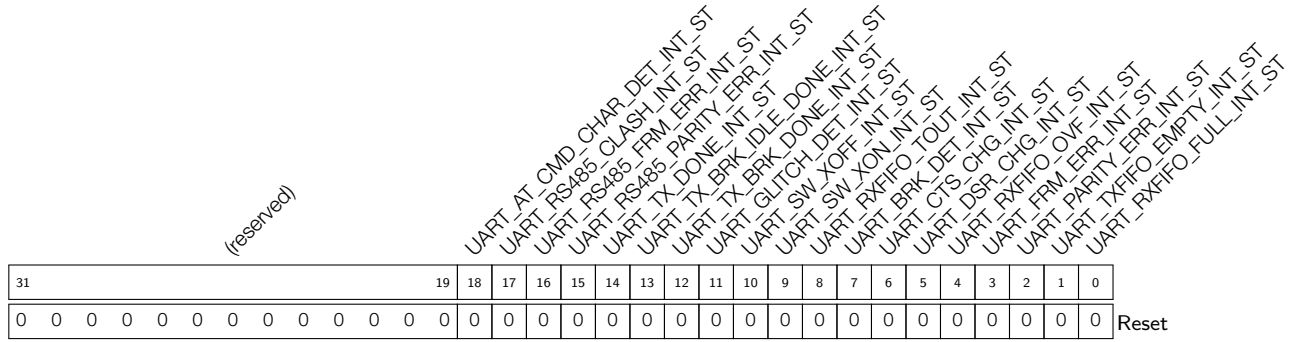 (reserved)
UART_AT_CMD_CHAR_DET_INT_ST
UART_RS485_CLASH_INT_ST
UART_RS485_FRM_ERR_INT_ST
UART_RS485_PARITY_ERR_INT_ST
UART_TX_DONE_INT_ST
UART_TX_BRK_IDLE_DONE_INT_ST
UART_TX_BRK_DONE_INT_ST
UART_GLITCH_DET_INT_ST
UART_SW_XOFF_INT_ST
UART_SW_XON_INT_ST
UART_RXFIFO_TOUT_INT_ST
UART_BRK_DET_INT_ST
UART_CTS_CHG_INT_ST
UART_DSR_CHG_INT_ST
UART_RXFIFO_OVF_INT_ST
UART_FRM_ERR_INT_ST
UART_PARITY_ERR_INT_ST
UART_TXFIFO_EMPTY_INT_ST
UART_RXFIFO_FULL_INT_ST
31 19 18 17 16 15 14 13 12 11 10 9 8 7 6 5 4 3 2 1 0
0 0 0 0 0 0 0 0 0 0 0 0 0 0 0 0 0 0 0 0 0 0 0 0 0 0 0 0 0 0 0 0 Reset